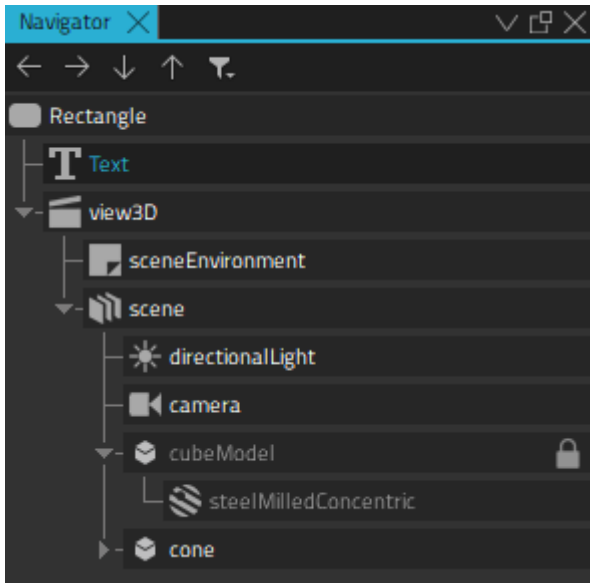 Navigator
Rectangle
Text
view3D
sceneEnvironment
scene
directionalLight
camera
cubeModel
steelMilledConcentric
cone